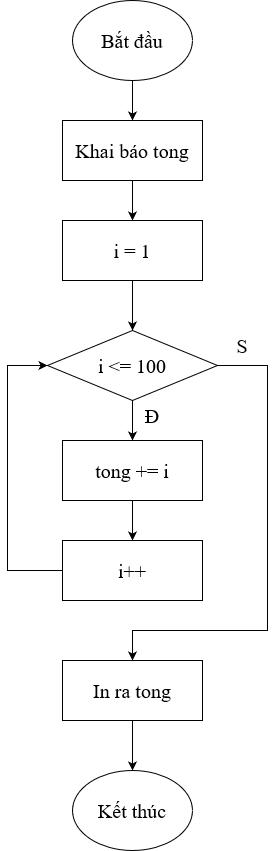 Bắt đầu
Khai báo tong
i = 1
i <= 100
S
Đ
tong += i
i++
In ra tong
Kết thúc